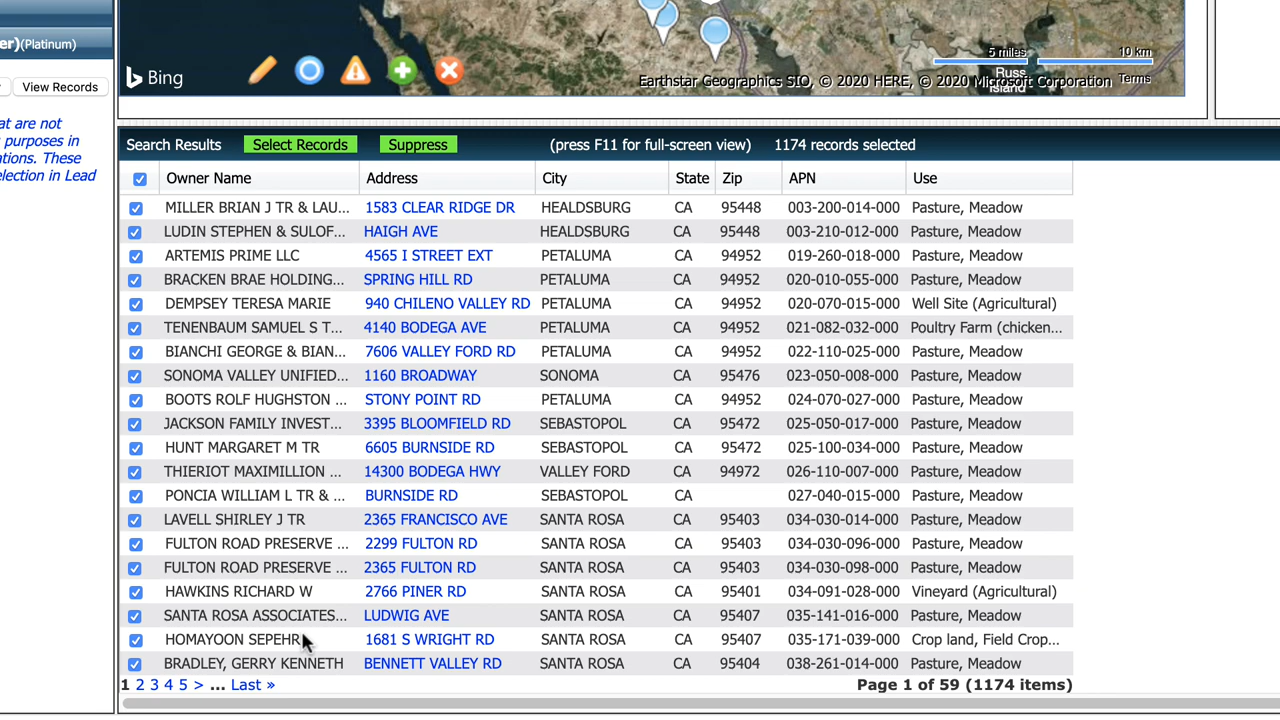 er)(Platinum)
View Records
at are not
purposes in
ations. These
election in Lead
Bing
5 miles
10 km
Russ
Island
Earthstar Geographics SIO, © 2020 HERE, © 2020 Microsoft Corporation
Terms
Search Results Select Records Suppress (press F11 for full-screen view) 1174 records selected
Owner Name Address City State Zip APN Use
MILLER BRIAN J TR & LAU... 1583 CLEAR RIDGE DR HEALDSBURG CA 95448 003-200-014-000 Pasture, Meadow
LUDIN STEPHEN & SULOF... HAIGH AVE HEALDSBURG CA 95448 003-210-012-000 Pasture, Meadow
ARTEMIS PRIME LLC 4565 I STREET EXT PETALUMA CA 94952 019-260-018-000 Pasture, Meadow
BRACKEN BRAE HOLDING... SPRING HILL RD PETALUMA CA 94952 020-010-055-000 Pasture, Meadow
DEMPSEY TERESA MARIE 940 CHILENO VALLEY RD PETALUMA CA 94952 020-070-015-000 Well Site (Agricultural)
TENENBAUM SAMUEL S T... 4140 BODEGA AVE PETALUMA CA 94952 021-082-032-000 Poultry Farm (chicken...
BIANCHI GEORGE & BIAN... 7606 VALLEY FORD RD PETALUMA CA 94952 022-110-025-000 Pasture, Meadow
SONOMA VALLEY UNIFIED... 1160 BROADWAY SONOMA CA 95476 023-050-008-000 Pasture, Meadow
BOOTS ROLF HUGHSTON ... STONY POINT RD PETALUMA CA 94952 024-070-027-000 Pasture, Meadow
JACKSON FAMILY INVEST... 3395 BLOOMFIELD RD SEBASTOPOL CA 95472 025-050-017-000 Pasture, Meadow
HUNT MARGARET M TR 6605 BURNSIDE RD SEBASTOPOL CA 95472 025-100-034-000 Pasture, Meadow
THIERIOT MAXIMILLION ... 14300 BODEGA HWY VALLEY FORD CA 94972 026-110-007-000 Pasture, Meadow
PONCIA WILLIAM L TR & ... BURNSIDE RD SEBASTOPOL CA 027-040-015-000 Pasture, Meadow
LAVELL SHIRLEY J TR 2365 FRANCISCO AVE SANTA ROSA CA 95403 034-030-014-000 Pasture, Meadow
FULTON ROAD PRESERVE ... 2299 FULTON RD SANTA ROSA CA 95403 034-030-096-000 Pasture, Meadow
FULTON ROAD PRESERVE ... 2365 FULTON RD SANTA ROSA CA 95403 034-030-098-000 Pasture, Meadow
HAWKINS RICHARD W 2766 PINER RD SANTA ROSA CA 95401 034-091-028-000 Vineyard (Agricultural)
SANTA ROSA ASSOCIATES... LUDWIG AVE SANTA ROSA CA 95407 035-141-016-000 Pasture, Meadow
HOMAYOON SEPEHR 1681 S WRIGHT RD SANTA ROSA CA 95407 035-171-039-000 Crop land, Field Crop...
BRADLEY, GERRY KENNETH BENNETT VALLEY RD SANTA ROSA CA 95404 038-261-014-000 Pasture, Meadow
1 2 3 4 5 > ... Last » Page 1 of 59 (1174 items)